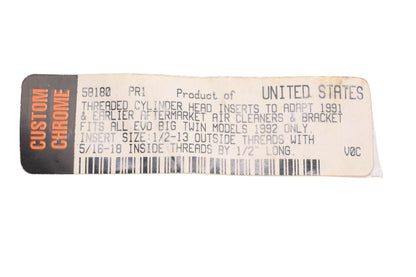 CUSTOM
CHROME
58180 PR1 Product of UNITED STATES
THREADED CYLINDER HEAD INSERTS TO ADAPT 1991
& EARLIER AFTERMARKET AIR CLEANERS & BRACKET
FITS ALL EVO BIG TWIN MODELS 1992 ONLY.
INSERT SIZE: 1/2-13 OUTSIDE THREADS WITH
5/16-18 INSIDE THREADS BY 1/2" LONG. V0C